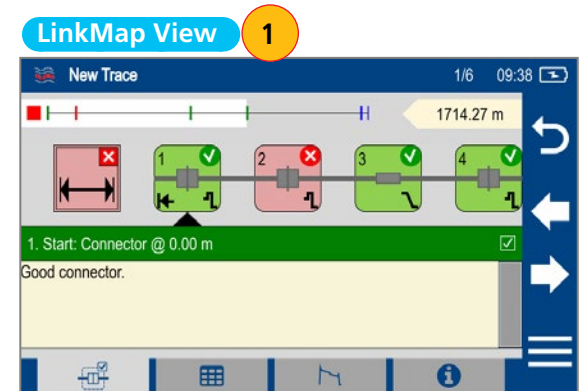 LinkMap View 1
New Trace 1/6 09:38
1714.27 m
1 2 3 4
1. Start: Connector @ 0.00 m
Good connector.